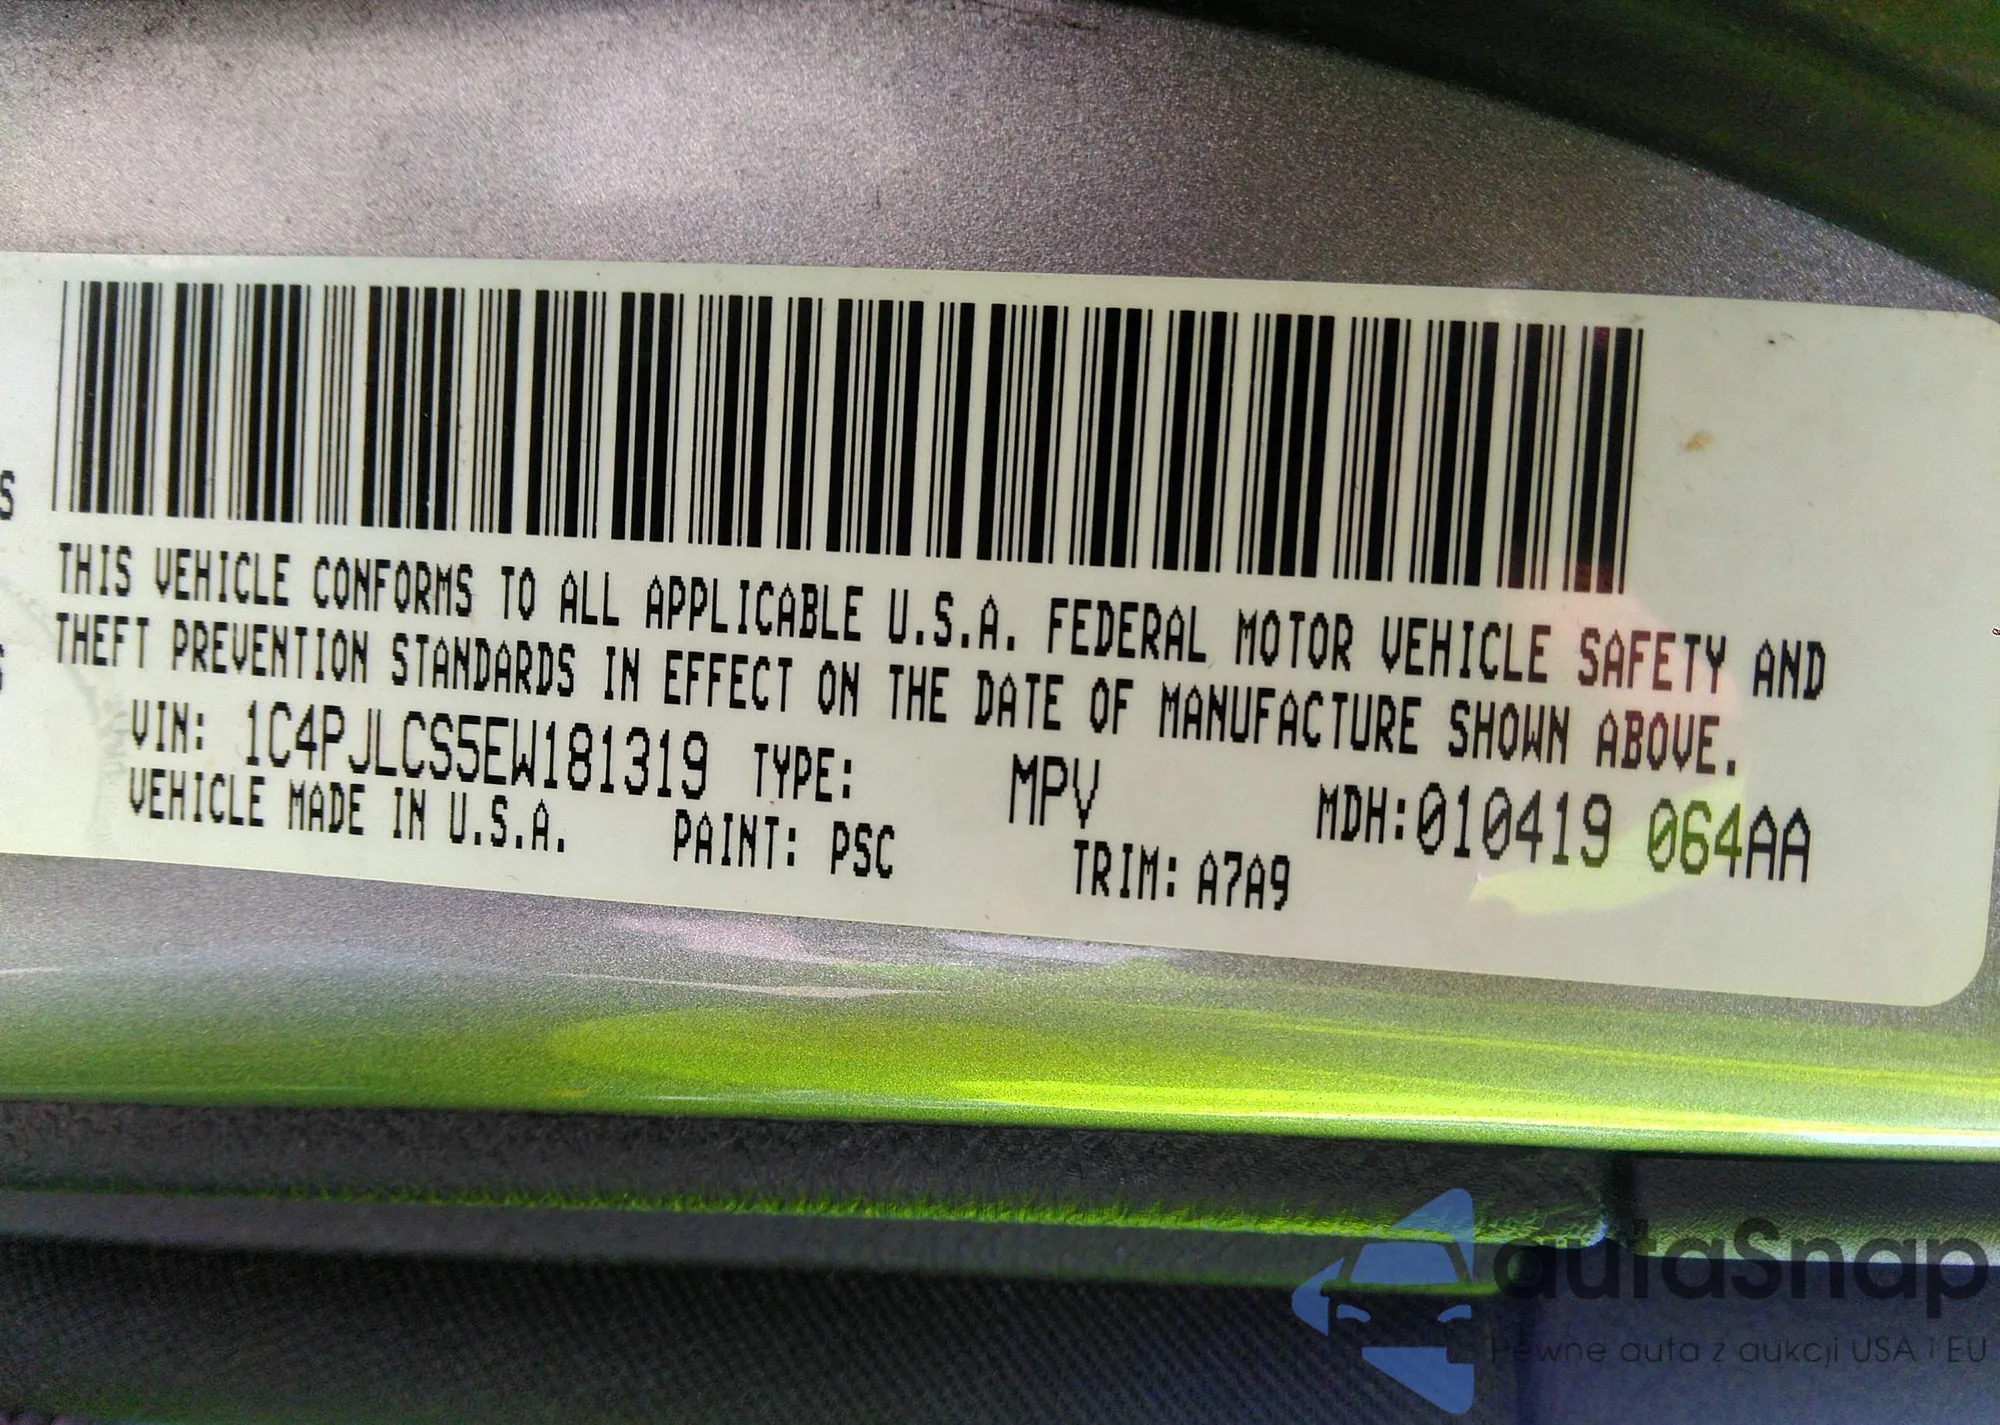 S
THIS VEHICLE CONFORMS TO ALL APPLICABLE U.S.A. FEDERAL MOTOR VEHICLE SAFETY AND
THEFT PREVENTION STANDARDS IN EFFECT ON THE DATE OF MANUFACTURE SHOWN ABOVE.
VIN: 1C4PJLCS5EW181319 TYPE: MPV MDH:010419 064AA
VEHICLE MADE IN U.S.A. PAINT: PSC TRIM: A7A9
autaSnap
Pewne auta z aukcji USA i EU